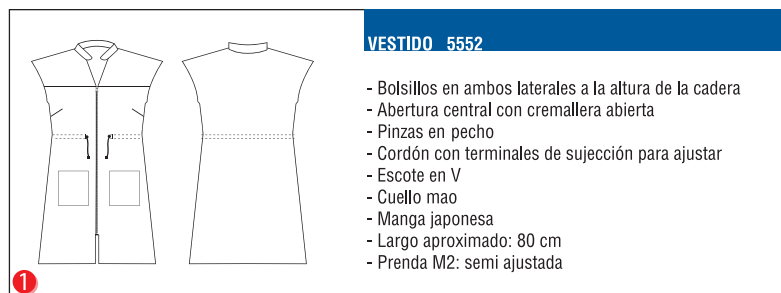 VESTIDO 5552
- Bolsillos en ambos laterales a la altura de la cadera
- Abertura central con cremallera abierta
- Pinzas en pecho
- Cordón con terminales de sujección para ajustar
- Escote en V
- Cuello mao
- Manga japonesa
- Largo aproximado: 80 cm
- Prenda M2: semi ajustada
1